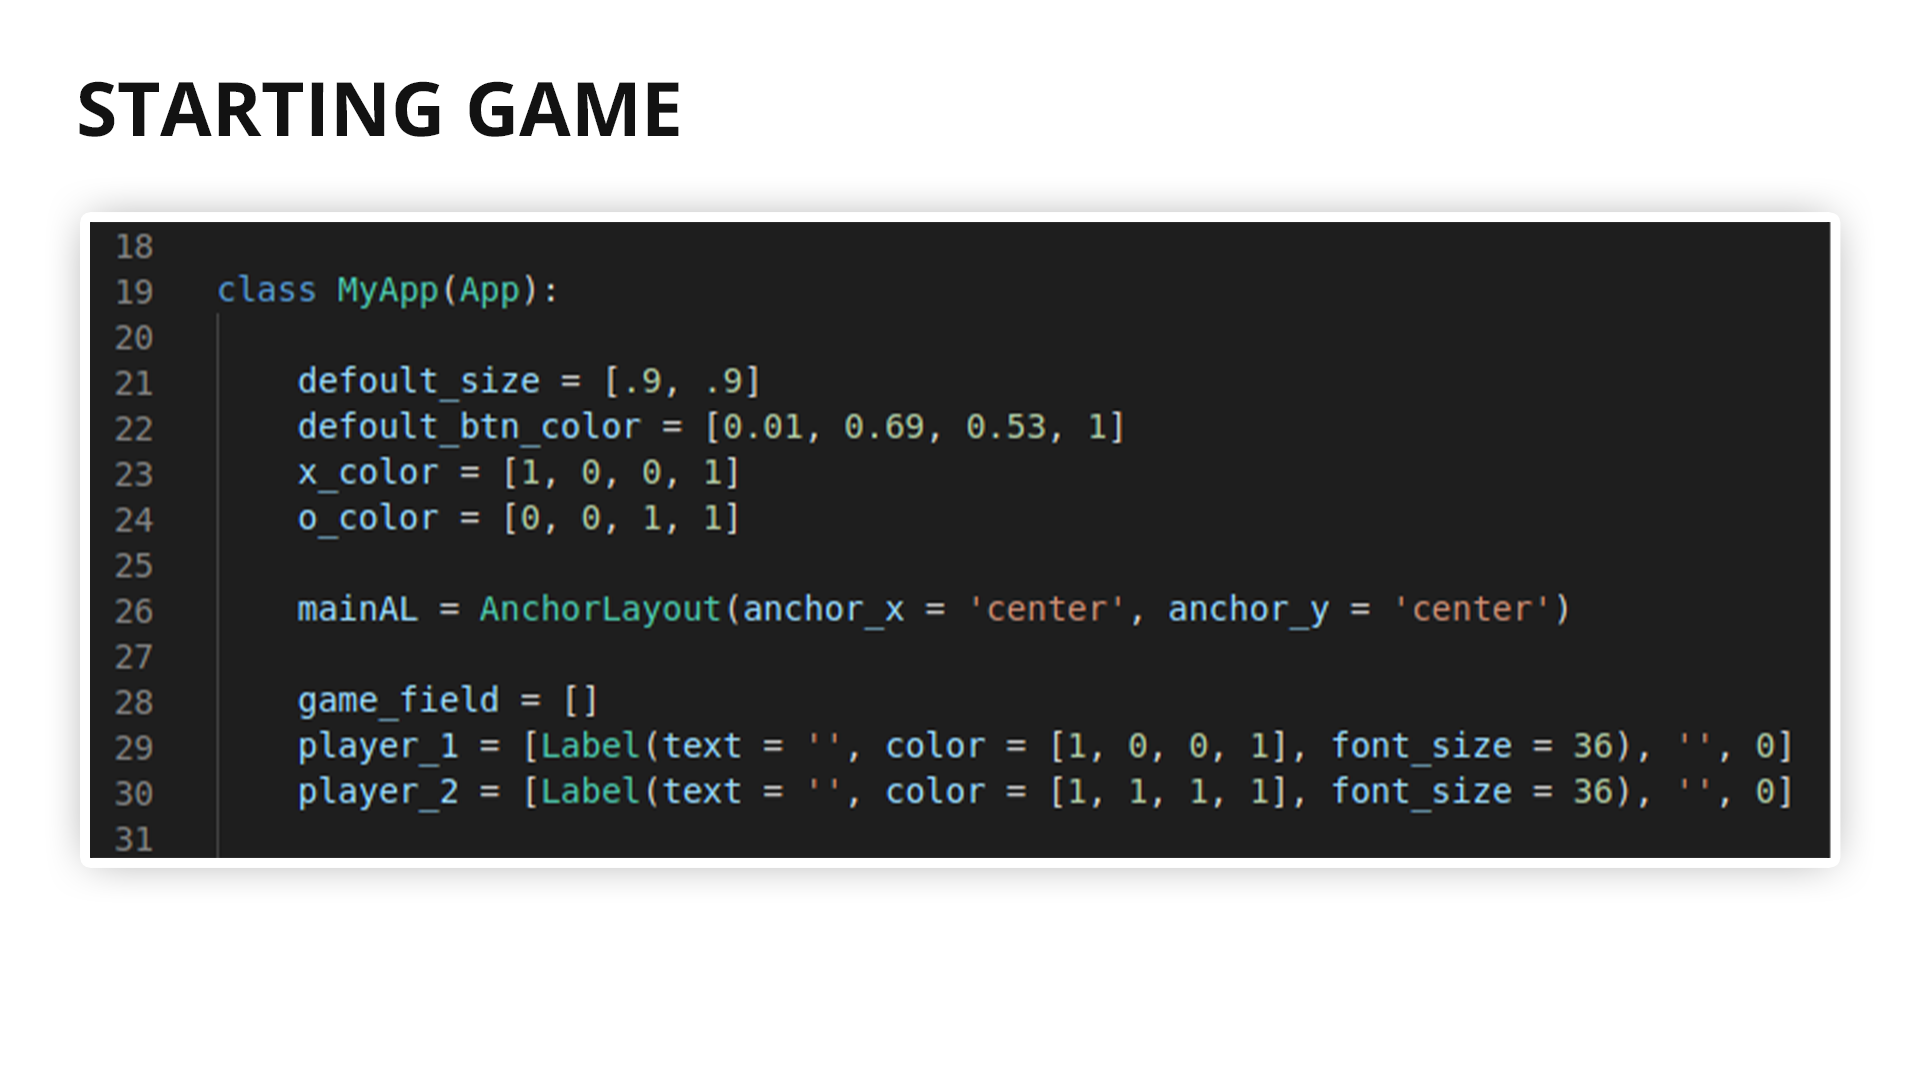 STARTING GAME
18
19 class MyApp(App):
20
21 defoult_size = [.9, .9]
22 defoult_btn_color = [0.01, 0.69, 0.53, 1]
23 x_color = [1, 0, 0, 1]
24 o_color = [0, 0, 1, 1]
25
26 mainAL = AnchorLayout(anchor_x = 'center', anchor_y = 'center')
27
28 game_field = []
29 player_1 = [Label(text = '', color = [1, 0, 0, 1], font_size = 36), '', 0]
30 player_2 = [Label(text = '', color = [1, 1, 1, 1], font_size = 36), '', 0]
31